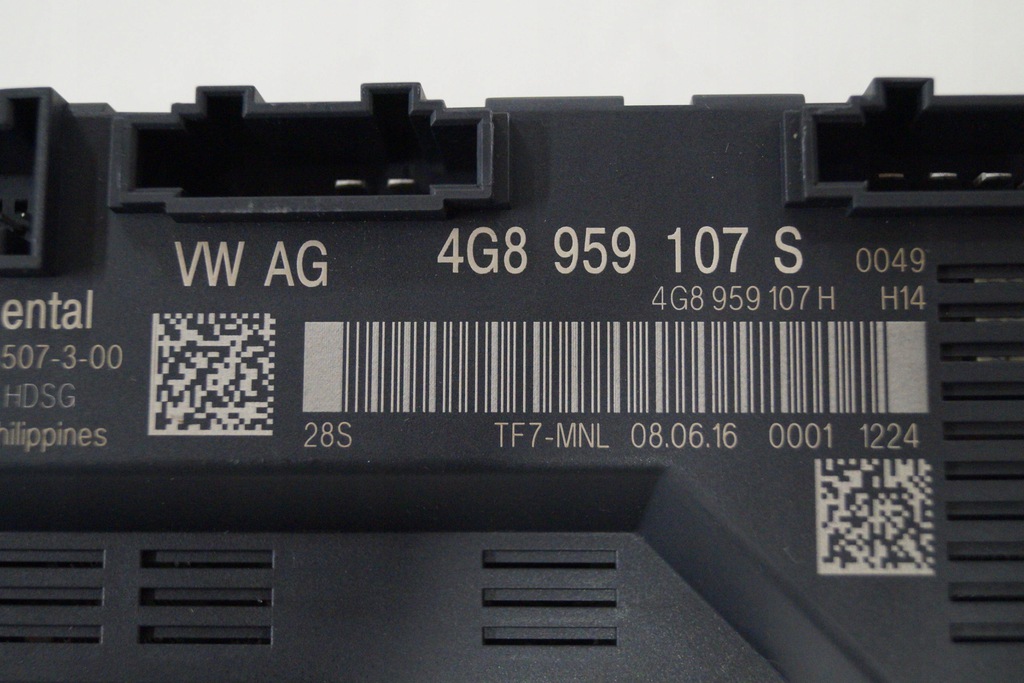 VW AG 4G8 959 107 S 0049
4G8 959 107 H H14
ental
507-3-00
HDSG
hilippines
28S TF7-MNL 08.06.16 0001 1224